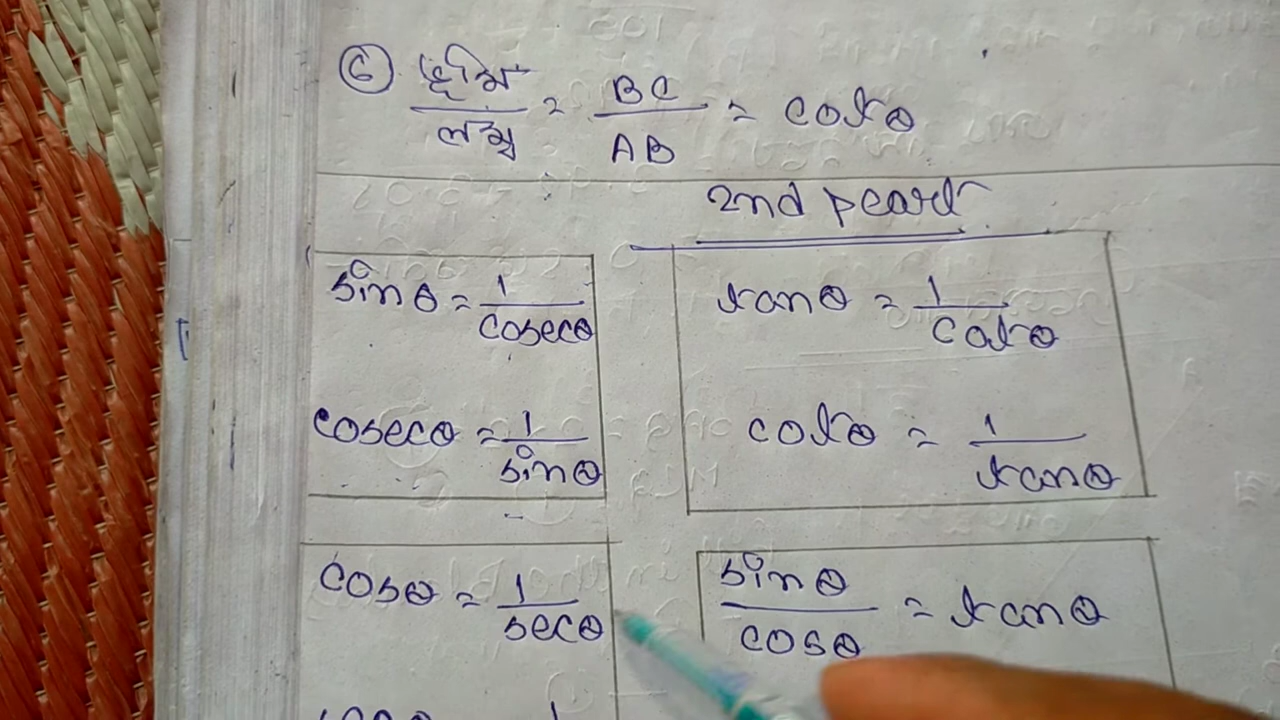 6 ভূমি/লম্ব = BC/AB = cotθ
2nd peart
sinθ = 1/cosecθ
cosecθ = 1/sinθ
tanθ = 1/cotθ
cotθ = 1/tanθ
cosθ = 1/secθ
sinθ/cosθ = tanθ